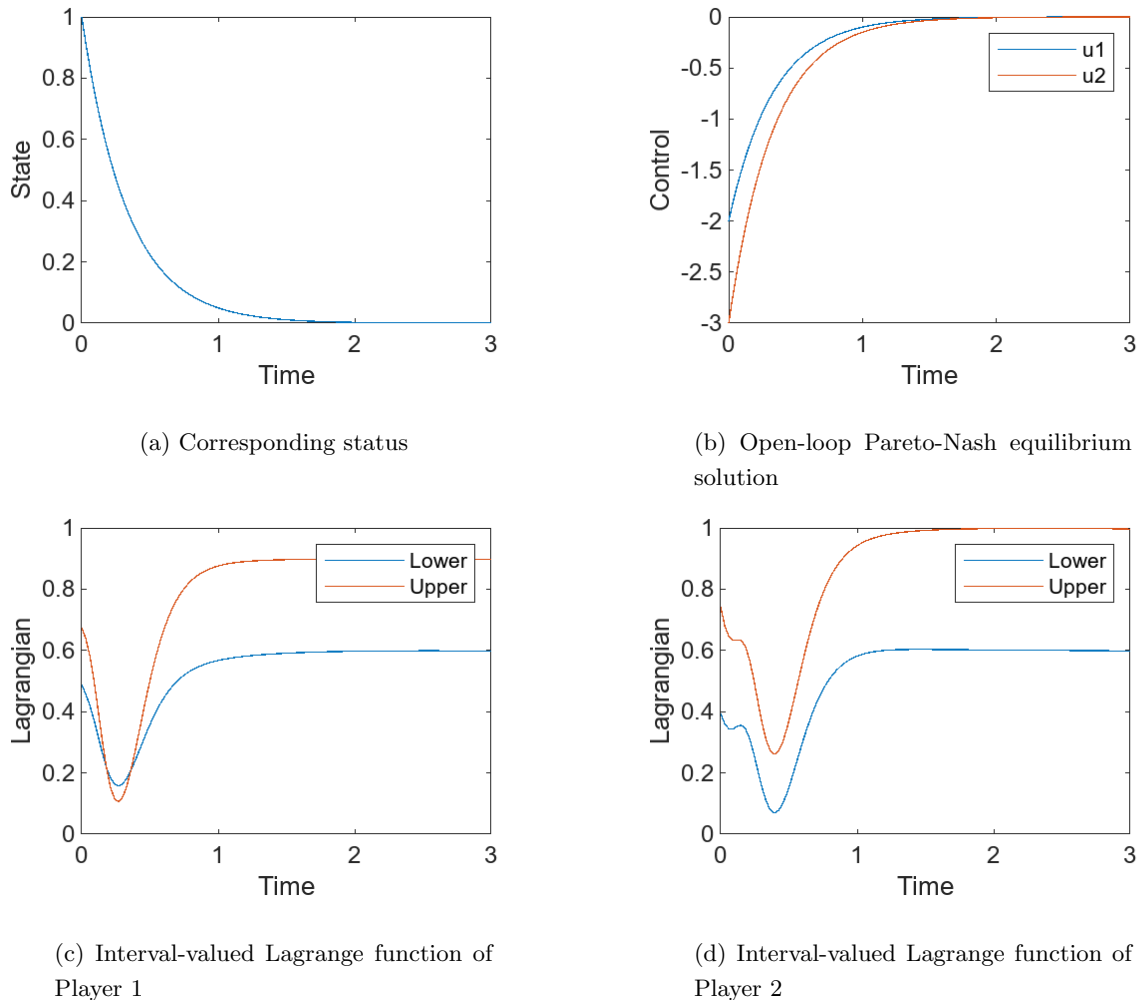 1
0.8
0.6
0.4
0.2
0
State
0
1
2
3
Time
(a) Corresponding status
0
-0.5
-1
-1.5
-2
-2.5
-3
Control
u1
u2
0
1
2
3
Time
(b) Open-loop Pareto-Nash equilibrium
solution
1
0.8
0.6
0.4
0.2
0
Lagrangian
Lower
Upper
0
1
2
3
Time
(c) Interval-valued Lagrange function of
Player 1
1
0.8
0.6
0.4
0.2
0
Lagrangian
Lower
Upper
0
1
2
3
Time
(d) Interval-valued Lagrange function of
Player 2